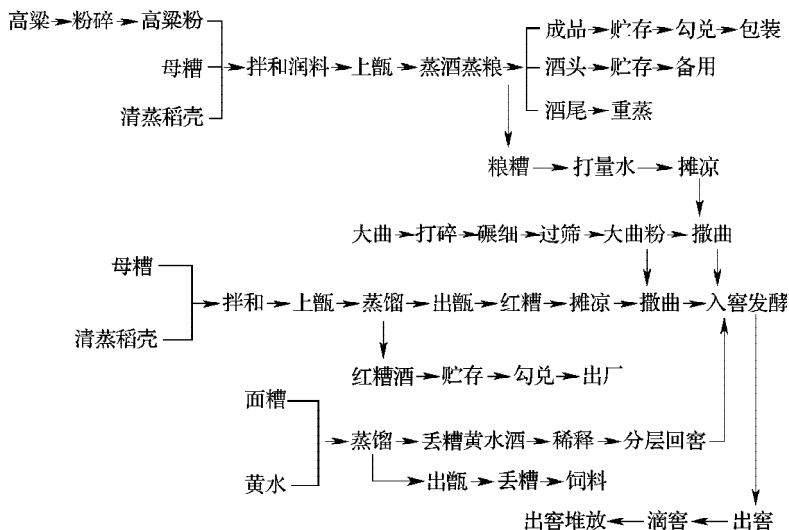 高粱 粉碎 高粱粉 成品 贮存 勾兑 包装
母糟 拌和润料 上甑 蒸酒蒸粮 酒头 贮存 备用
清蒸稻壳 酒尾 重蒸
粮糟 打量水 摊凉
大曲 打碎 碾细 过筛 大曲粉 撒曲
母糟
拌和 上甑 蒸馏 出甑 红糟 摊凉 撒曲 入窖发酵
清蒸稻壳
红糟酒 贮存 勾兑 出厂
面糟
蒸馏 丢糟黄水酒 稀释 分层回窖
黄水 出甑 丢糟 饲料
出窖堆放 滴窖 出窖